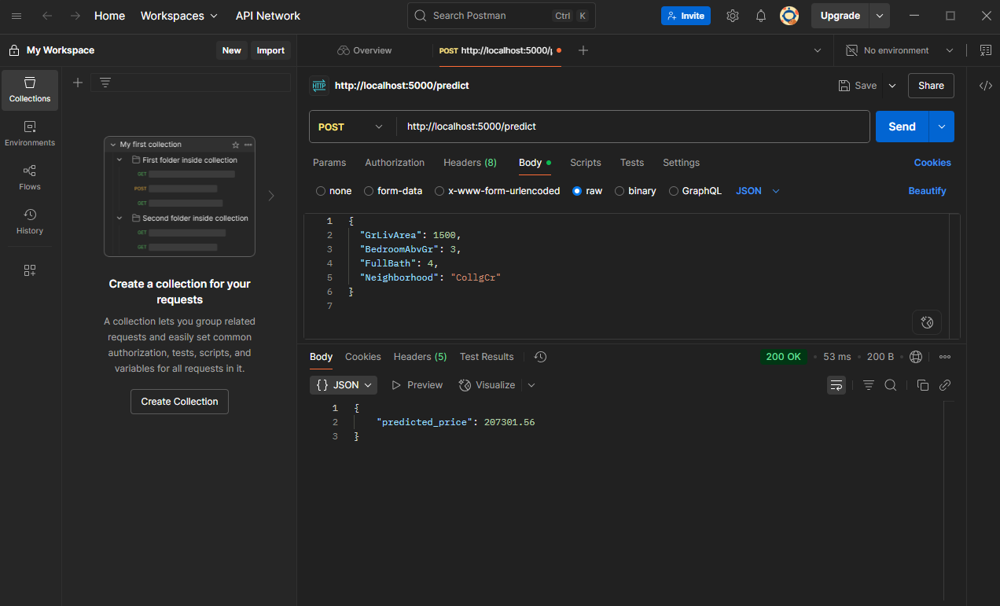 Home Workspaces API Network Search Postman Ctrl K Invite Upgrade
My Workspace New Import Overview POST http://localhost:5000/p No environment
Collections
Environments
Flows
History
My first collection
First folder inside collection
GET
POST
GET
Second folder inside collection
GET
GET
Create a collection for your
requests
A collection lets you group related
requests and easily set common
authorization, tests, scripts, and
variables for all requests in it.
Create Collection
HTTP http://localhost:5000/predict Save Share
POST http://localhost:5000/predict Send
Params Authorization Headers (8) Body Scripts Tests Settings Cookies
none form-data x-www-form-urlencoded raw binary GraphQL JSON Beautify
1 {
2 "GrLivArea": 1500,
3 "BedroomAbvGr": 3,
4 "FullBath": 4,
5 "Neighborhood": "CollgCr"
6 }
7
Body Cookies Headers (5) Test Results 200 OK • 53 ms • 200 B •
{} JSON Preview Visualize
1 {
2 "predicted_price": 207301.56
3 }